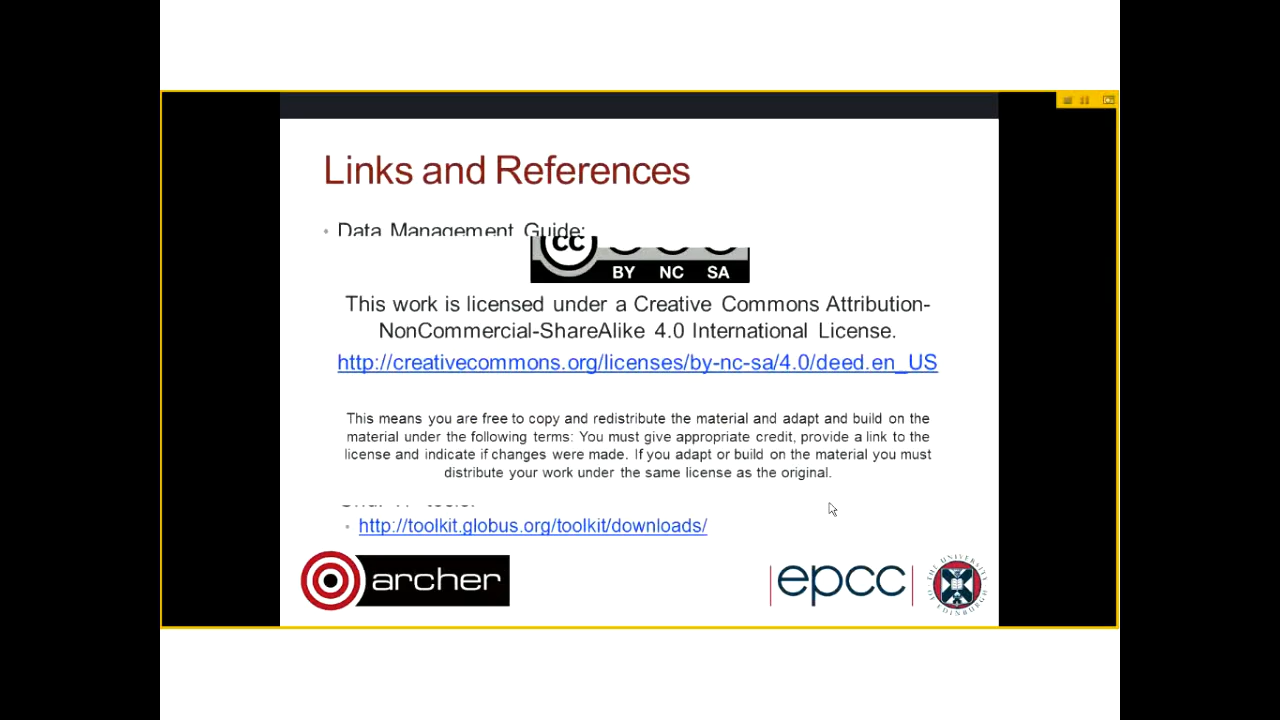 Links and References
• Data Management Guide:
cc
BY NC SA
This work is licensed under a Creative Commons Attribution-
NonCommercial-ShareAlike 4.0 International License.
http://creativecommons.org/licenses/by-nc-sa/4.0/deed.en_US
This means you are free to copy and redistribute the material and adapt and build on the
material under the following terms: You must give appropriate credit, provide a link to the
license and indicate if changes were made. If you adapt or build on the material you must
distribute your work under the same license as the original.
• http://toolkit.globus.org/toolkit/downloads/
archer
epcc
THE UNIVERSITY OF EDINBURGH